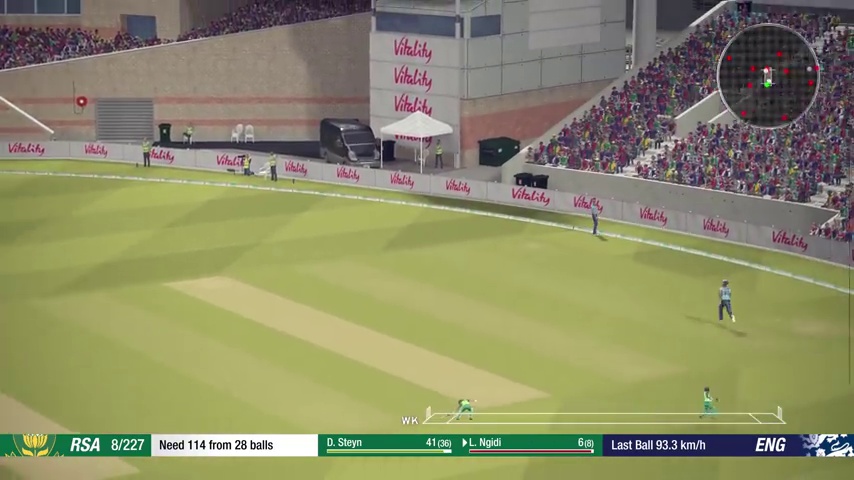 Vitality
Vitality
Vitality
Vitality Vitality Vitality Vitality Vitality Vitality Vitality Vitality Vitality Vitality Vitality Vitality Vitality
WK
RSA 8/227 Need 114 from 28 balls D. Steyn 41(36) L. Ngidi 6(8) Last Ball 93.3 km/h ENG